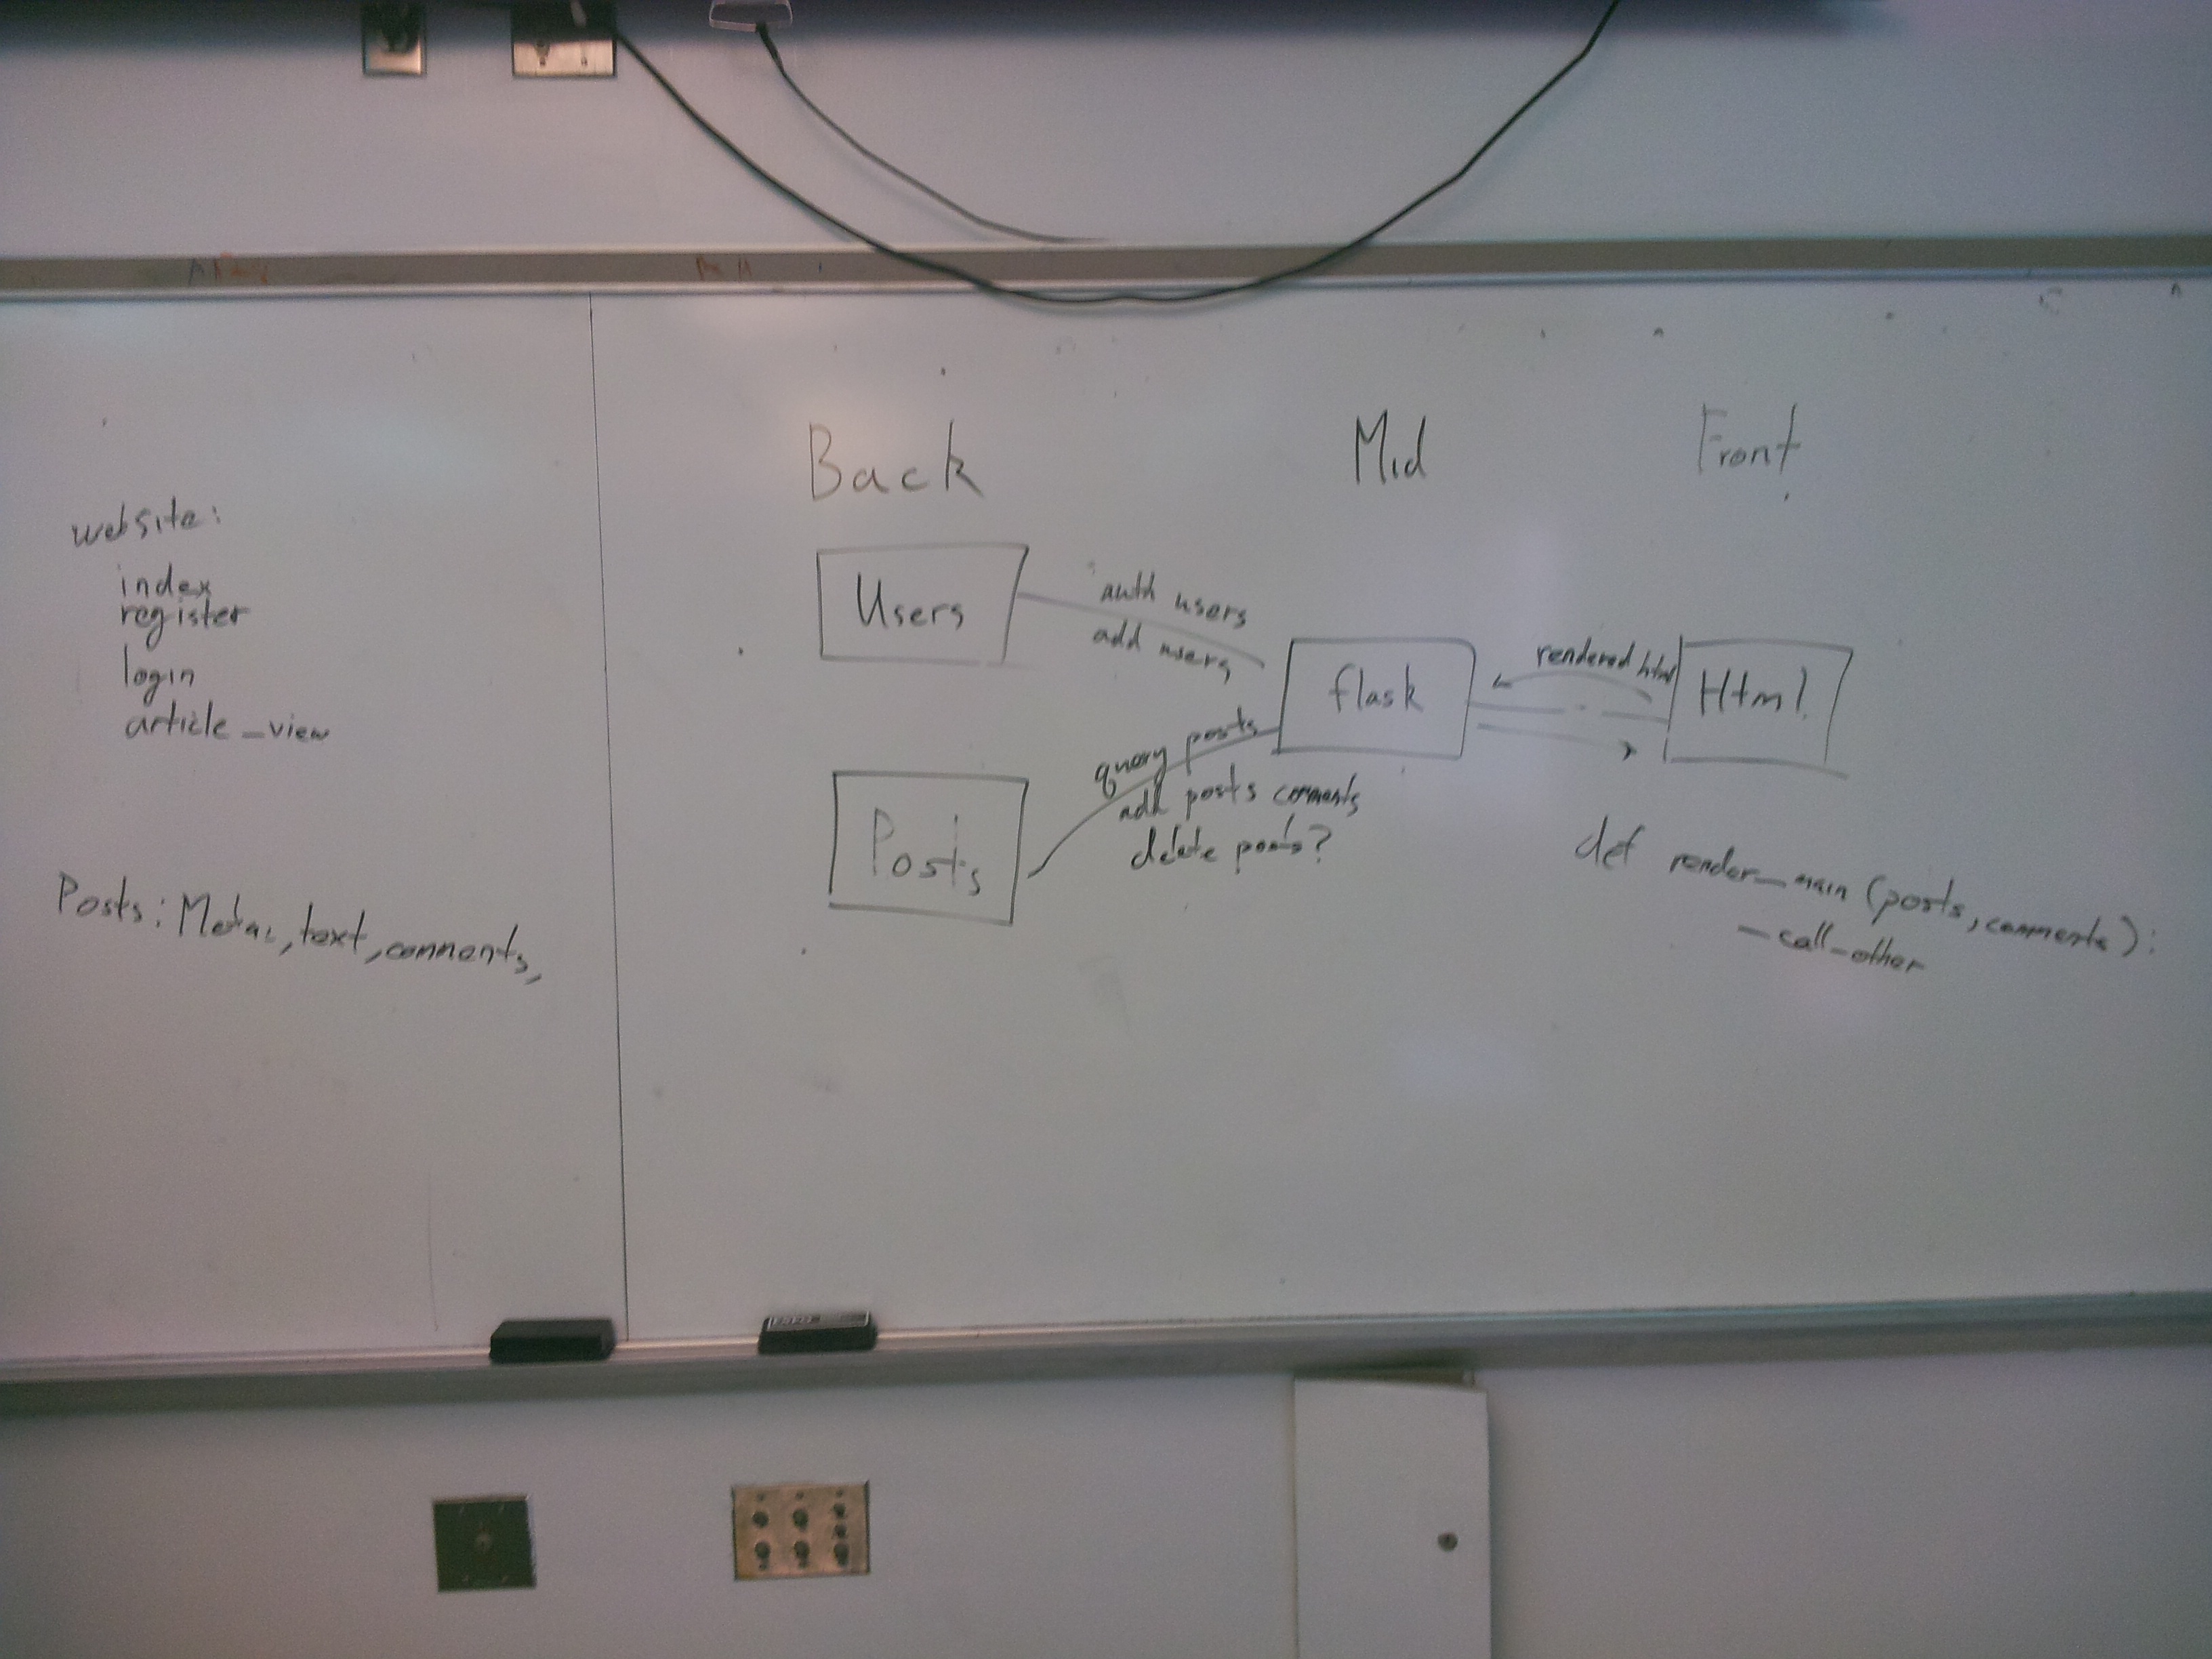 Back
Mid
Front
website:
index
register
login
article_view
Posts: Meta, text, comments,
Users
auth users
add users
flask
rendered html
Html
query posts
add posts comments
delete posts?
Posts
def render_main (posts, comments):
- call_other